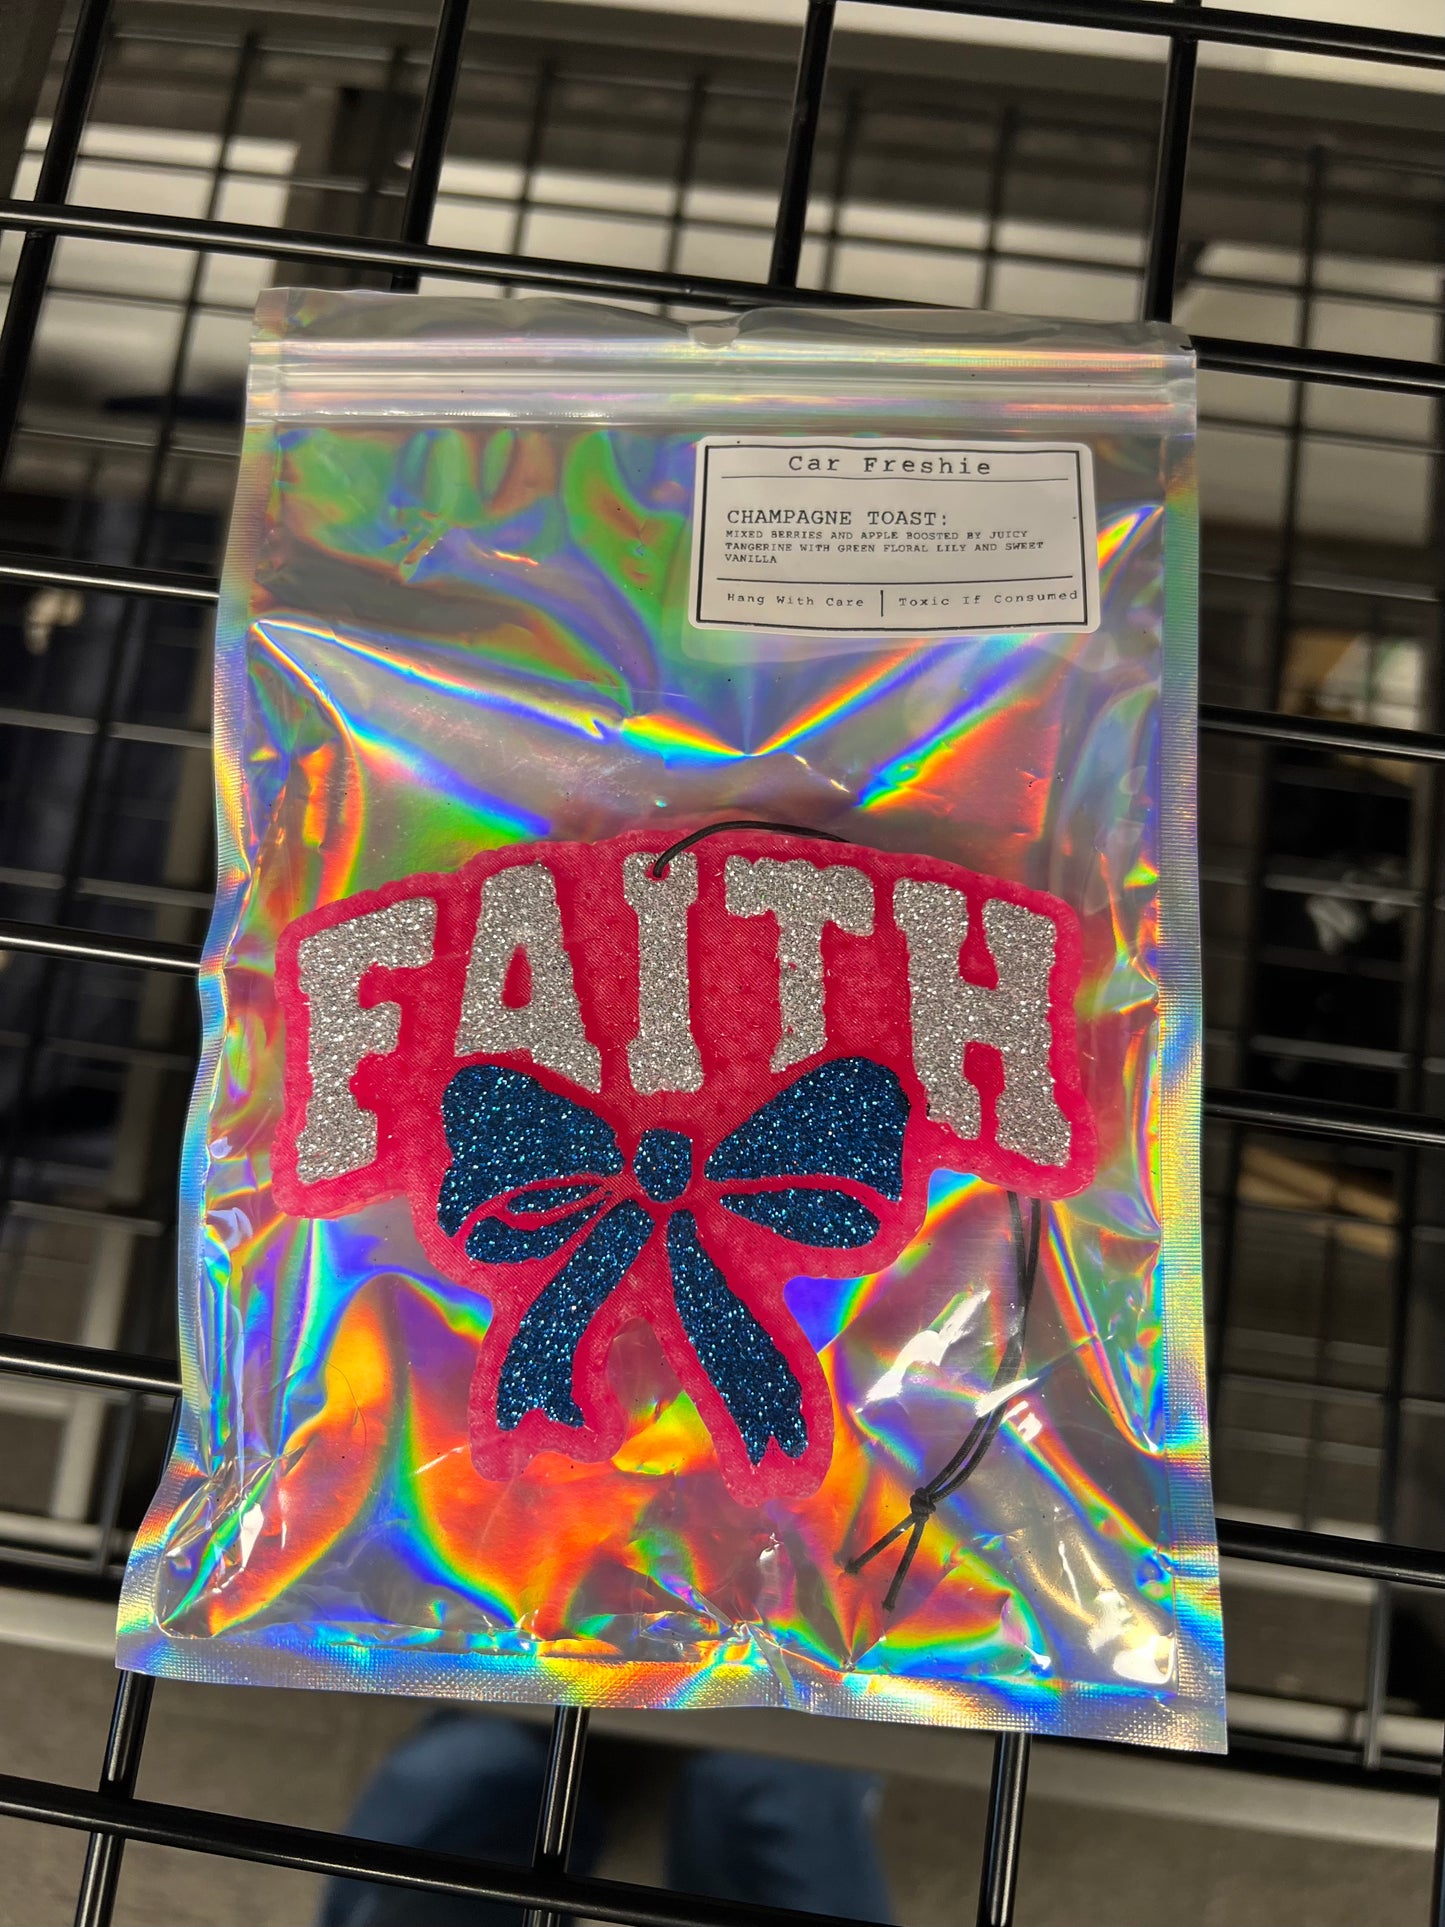 Car Freshie
CHAMPAGNE TOAST:
MIXED BERRIES AND APPLE BOOSTED BY JUICY
TANGERINE WITH GREEN FLORAL LILY AND SWEET
VANILLA
Hang With Care | Toxic If Consumed
FAITH